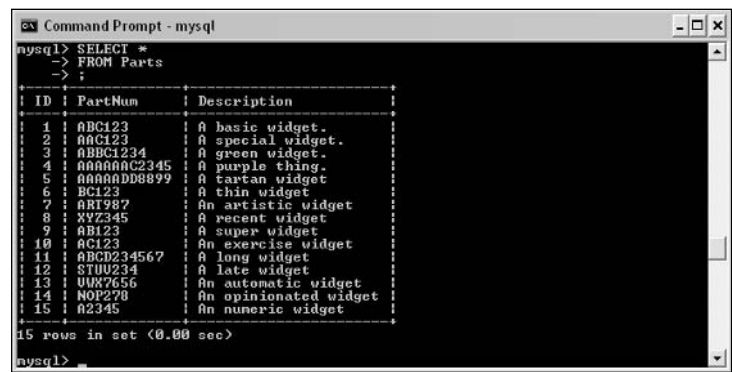 Command Prompt - mysql
mysql> SELECT *
    -> FROM Parts
    -> ;
+----+-------------+-----------------------+
| ID | PartNum | Description |
+----+-------------+-----------------------+
| 1 | ABC123 | A basic widget. |
| 2 | AAC123 | A special widget. |
| 3 | ABBC1234 | A green widget. |
| 4 | AAAAAAC2345 | A purple thing. |
| 5 | AAAAADD8899 | A tartan widget |
| 6 | BC123 | A thin widget |
| 7 | ART987 | An artistic widget |
| 8 | XYZ345 | A recent widget |
| 9 | AB123 | A super widget |
| 10 | AC123 | An exercise widget |
| 11 | ABCD234567 | A long widget |
| 12 | STUV234 | A late widget |
| 13 | VWX7656 | An automatic widget |
| 14 | NOP278 | An opinionated widget |
| 15 | A2345 | An numeric widget |
+----+-------------+-----------------------+
15 rows in set (0.00 sec)
mysql> _